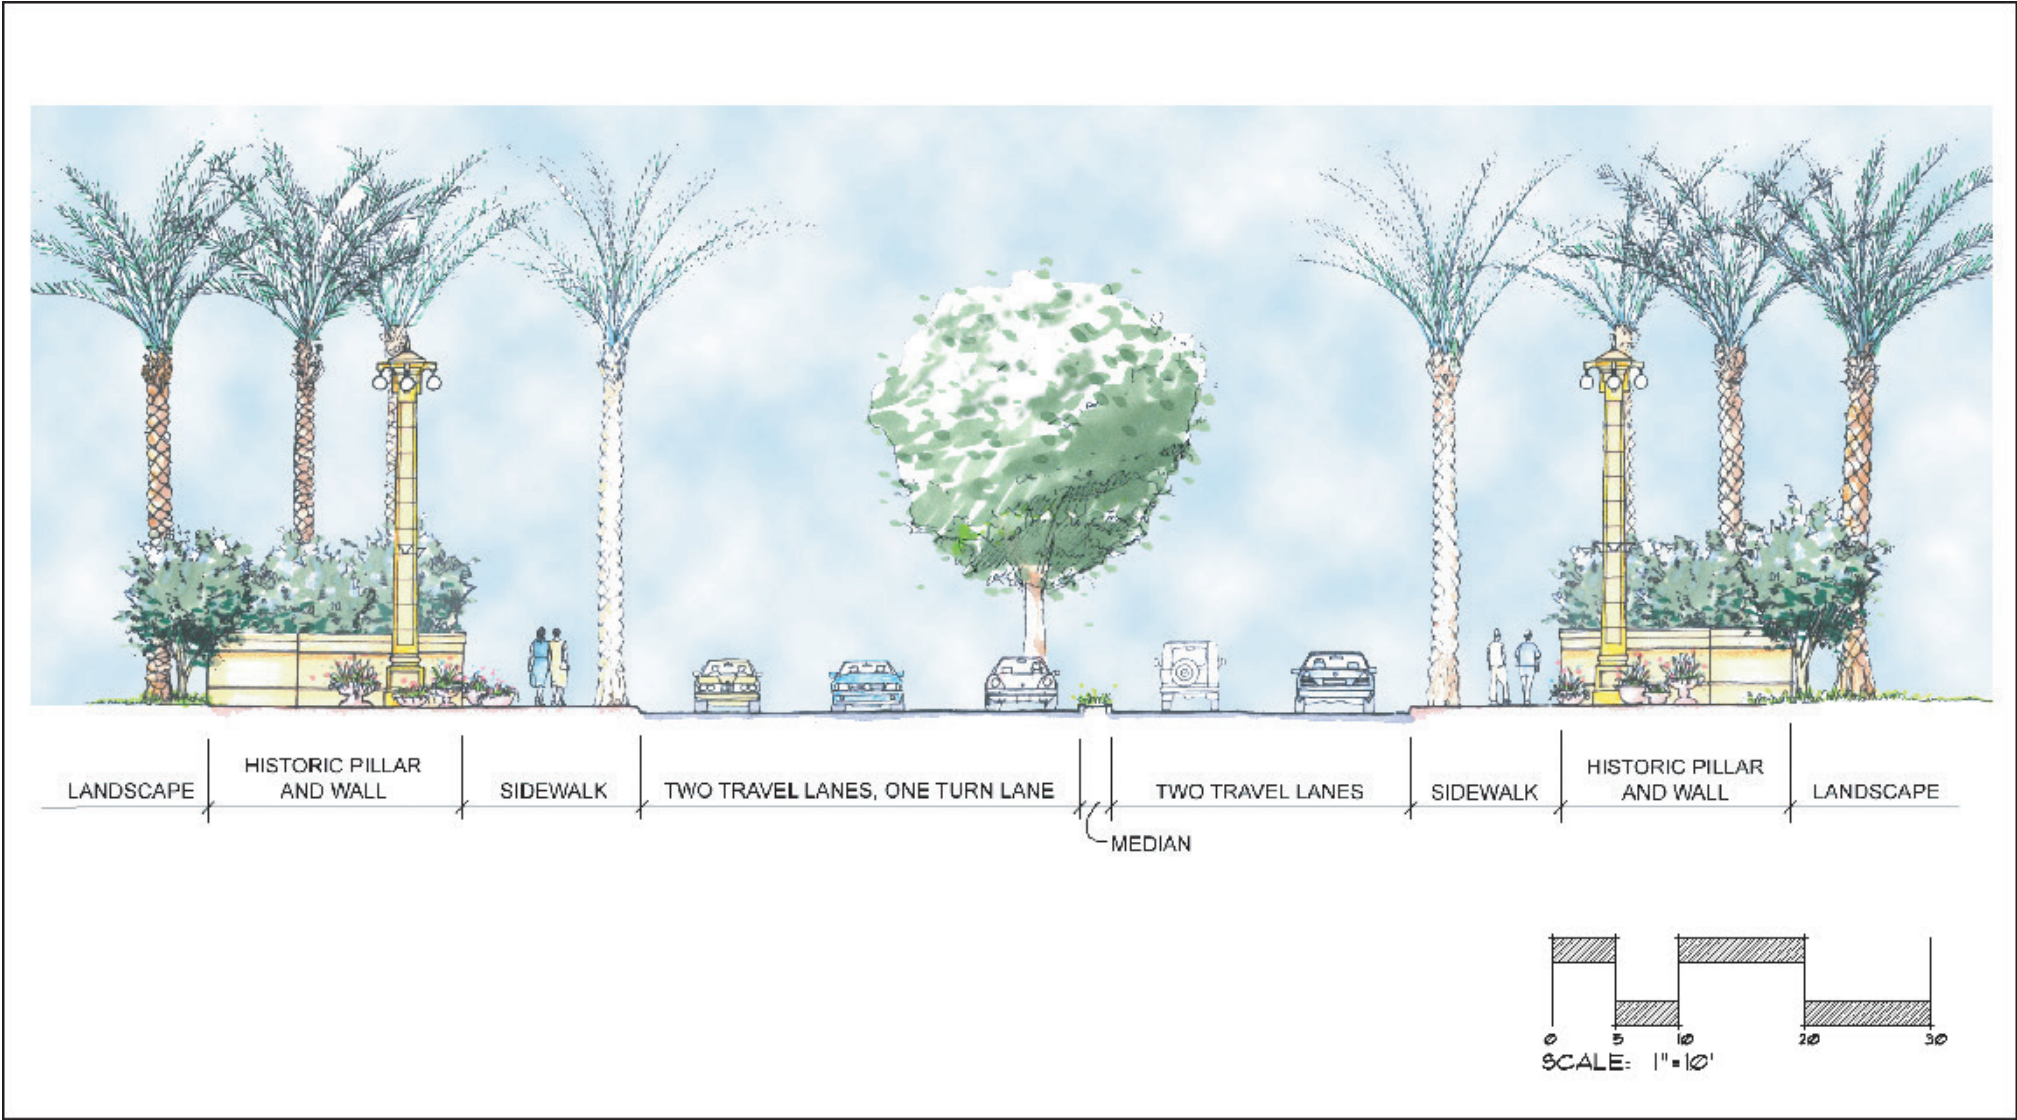 LANDSCAPE
HISTORIC PILLAR
AND WALL
SIDEWALK
TWO TRAVEL LANES, ONE TURN LANE
MEDIAN
TWO TRAVEL LANES
SIDEWALK
HISTORIC PILLAR
AND WALL
LANDSCAPE
0 5 10 20 30
SCALE: 1"=10'